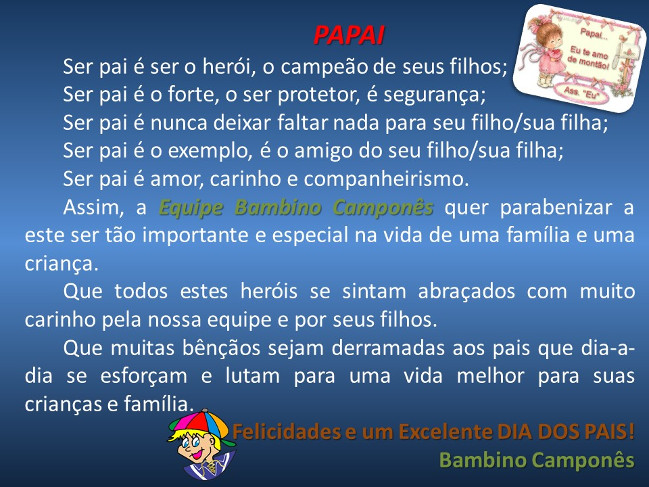 PAPAI
Papai...
Eu te amo
de montão!
Ass. "Eu"
Ser pai é ser o herói, o campeão de seus filhos;
Ser pai é o forte, o ser protetor, é segurança;
Ser pai é nunca deixar faltar nada para seu filho/sua filha;
Ser pai é o exemplo, é o amigo do seu filho/sua filha;
Ser pai é amor, carinho e companheirismo.
Assim, a Equipe Bambino Camponês quer parabenizar a
este ser tão importante e especial na vida de uma família e uma
criança.
Que todos estes heróis se sintam abraçados com muito
carinho pela nossa equipe e por seus filhos.
Que muitas bênçãos sejam derramadas aos pais que dia-a-
dia se esforçam e lutam para uma vida melhor para suas
crianças e família.
Felicidades e um Excelente DIA DOS PAIS!
Bambino Camponês